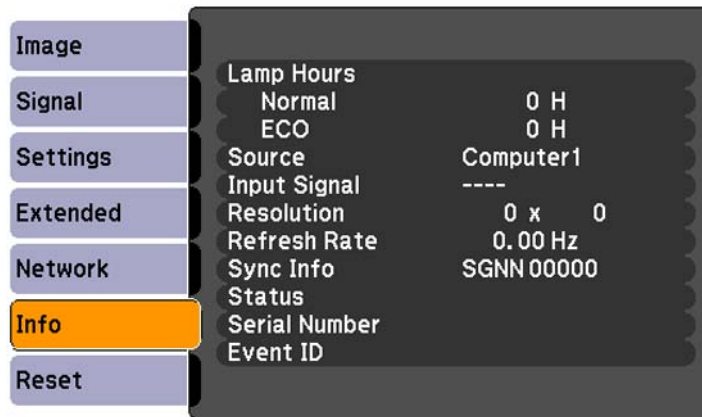 Image
Signal
Settings
Extended
Network
Info
Reset
Lamp Hours
Normal 0 H
ECO 0 H
Source Computer1
Input Signal ----
Resolution 0 x 0
Refresh Rate 0.00 Hz
Sync Info SGNN 00000
Status
Serial Number
Event ID